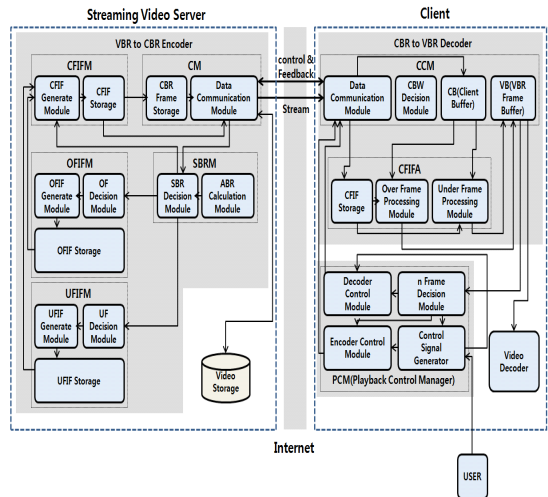 Streaming Video Server
Client
VBR to CBR Encoder
CBR to VBR Decoder
CFIFM
CM
control &
Feedback
CCM
CFIF
Generate
Module
CFIF
Storage
CBR
Frame
Storage
Data
Communication
Module
Stream
Data
Communication
Module
CBW
Decision
Module
CB(Client
Buffer)
VB(VBR
Frame
Buffer)
OFIFM
SBRM
CFIFA
OFIF
Generate
Module
OF
Decision
Module
SBR
Decision
Module
ABR
Calculation
Module
CFIF
Storage
Over Frame
Processing
Module
Under Frame
Processing
Module
OFIF Storage
UFIFM
UFIF
Generate
Module
UF
Decision
Module
UFIF Storage
Video
Storage
Decoder
Control
Module
n Frame
Decision
Module
Encoder Control
Module
Control
Signal
Generator
PCM(Playback Control Manager)
Video
Decoder
Internet
USER